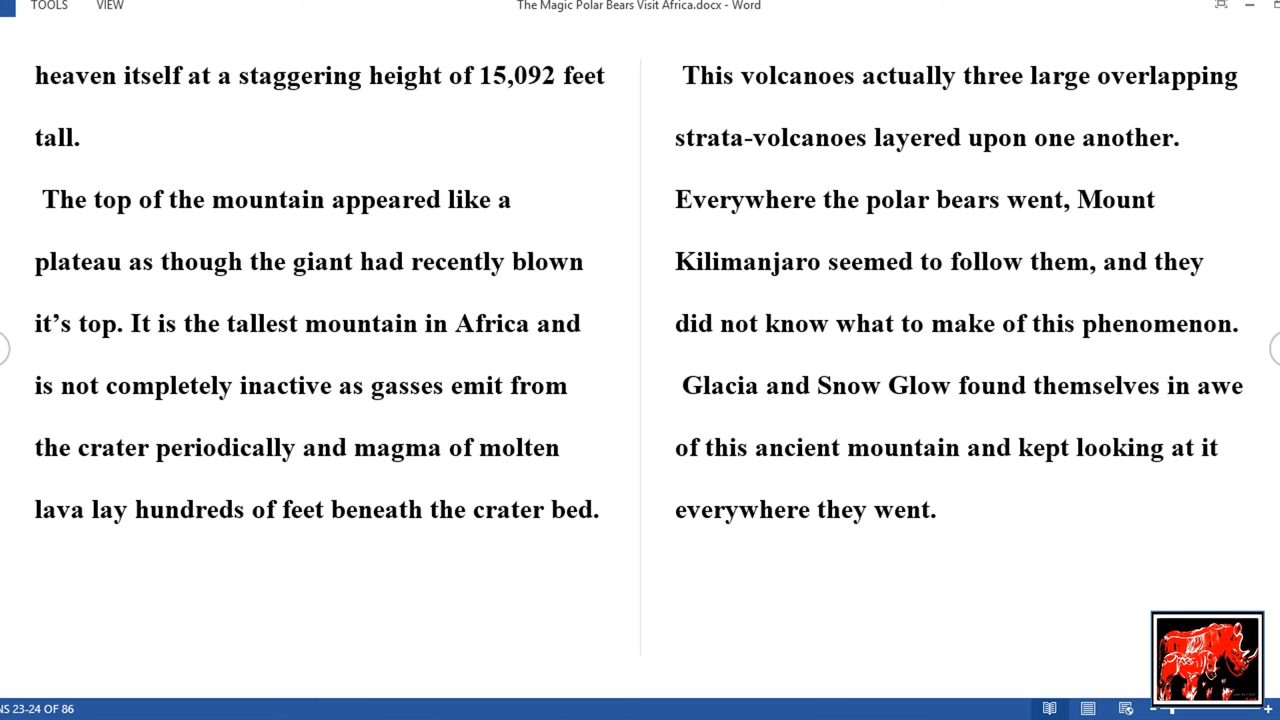 TOOLS VIEW The Magic Polar Bears Visit Africa.docx - Word
heaven itself at a staggering height of 15,092 feet
tall.
The top of the mountain appeared like a
plateau as though the giant had recently blown
it’s top. It is the tallest mountain in Africa and
is not completely inactive as gasses emit from
the crater periodically and magma of molten
lava lay hundreds of feet beneath the crater bed.
This volcanoes actually three large overlapping
strata-volcanoes layered upon one another.
Everywhere the polar bears went, Mount
Kilimanjaro seemed to follow them, and they
did not know what to make of this phenomenon.
Glacia and Snow Glow found themselves in awe
of this ancient mountain and kept looking at it
everywhere they went.
NS 23-24 OF 86